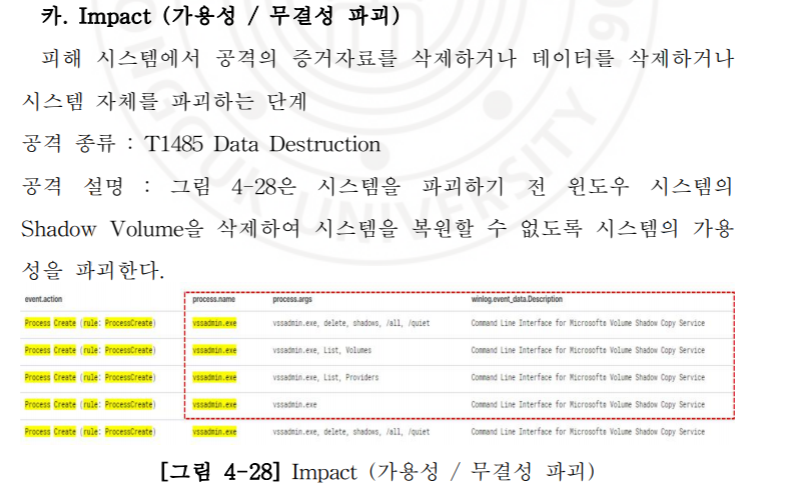 카. Impact (가용성 / 무결성 파괴)
피해 시스템에서 공격의 증거자료를 삭제하거나 데이터를 삭제하거나
시스템 자체를 파괴하는 단계
공격 종류 : T1485 Data Destruction
공격 설명 : 그림 4-28은 시스템을 파괴하기 전 윈도우 시스템의
Shadow Volume을 삭제하여 시스템을 복원할 수 없도록 시스템의 가용
성을 파괴한다.
event.action process.name process.args winlog.event_data.Description
Process Create (rule: ProcessCreate) vssadmin.exe vssadmin.exe, delete, shadows, /all, /quiet Command Line Interface for Microsofts Volume Shadow Copy Service
Process Create (rule: ProcessCreate) vssadmin.exe vssadmin.exe, List, Volumes Command Line Interface for Microsofts Volume Shadow Copy Service
Process Create (rule: ProcessCreate) vssadmin.exe vssadmin.exe, List, Providers Command Line Interface for Microsofts Volume Shadow Copy Service
Process Create (rule: ProcessCreate) vssadmin.exe vssadmin.exe Command Line Interface for Microsofts Volume Shadow Copy Service
Process Create (rule: ProcessCreate) vssadmin.exe vssadmin.exe, delete, shadows, /all, /quiet Command Line Interface for Microsofts Volume Shadow Copy Service
[그림 4-28] Impact (가용성 / 무결성 파괴)